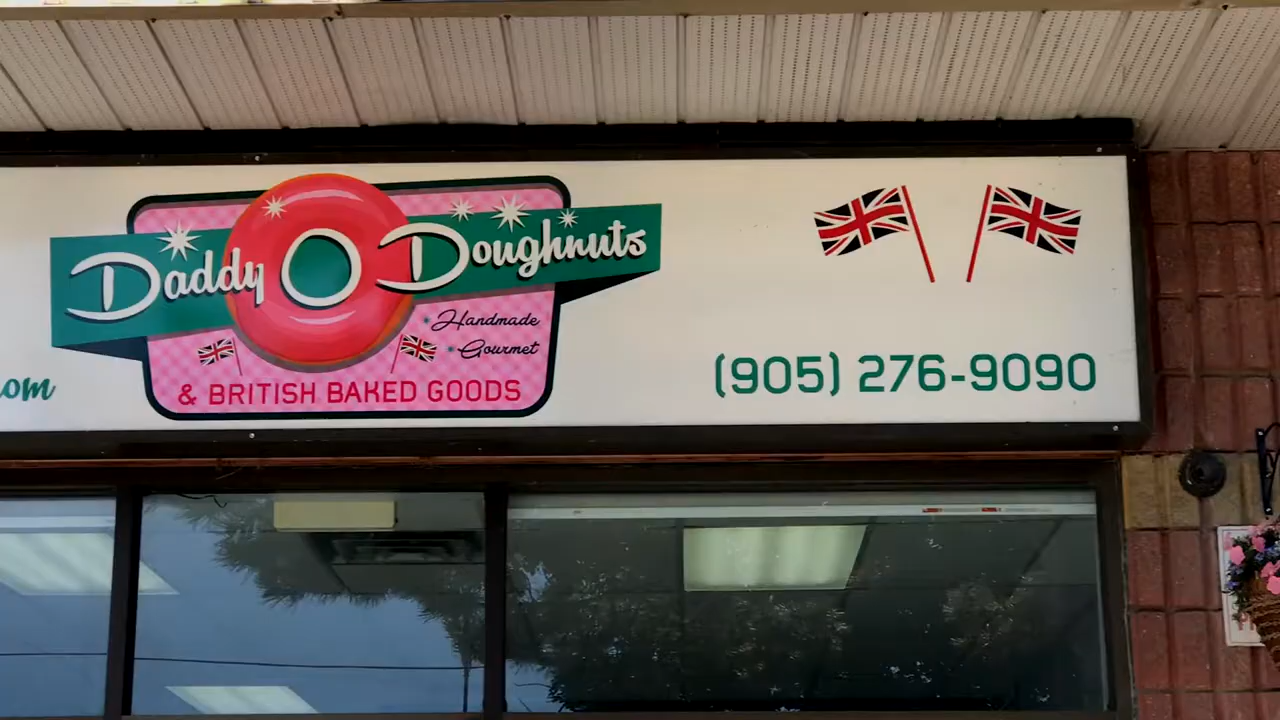 Daddy O Doughnuts
Handmade
Gourmet
& BRITISH BAKED GOODS
om
(905) 276-9090